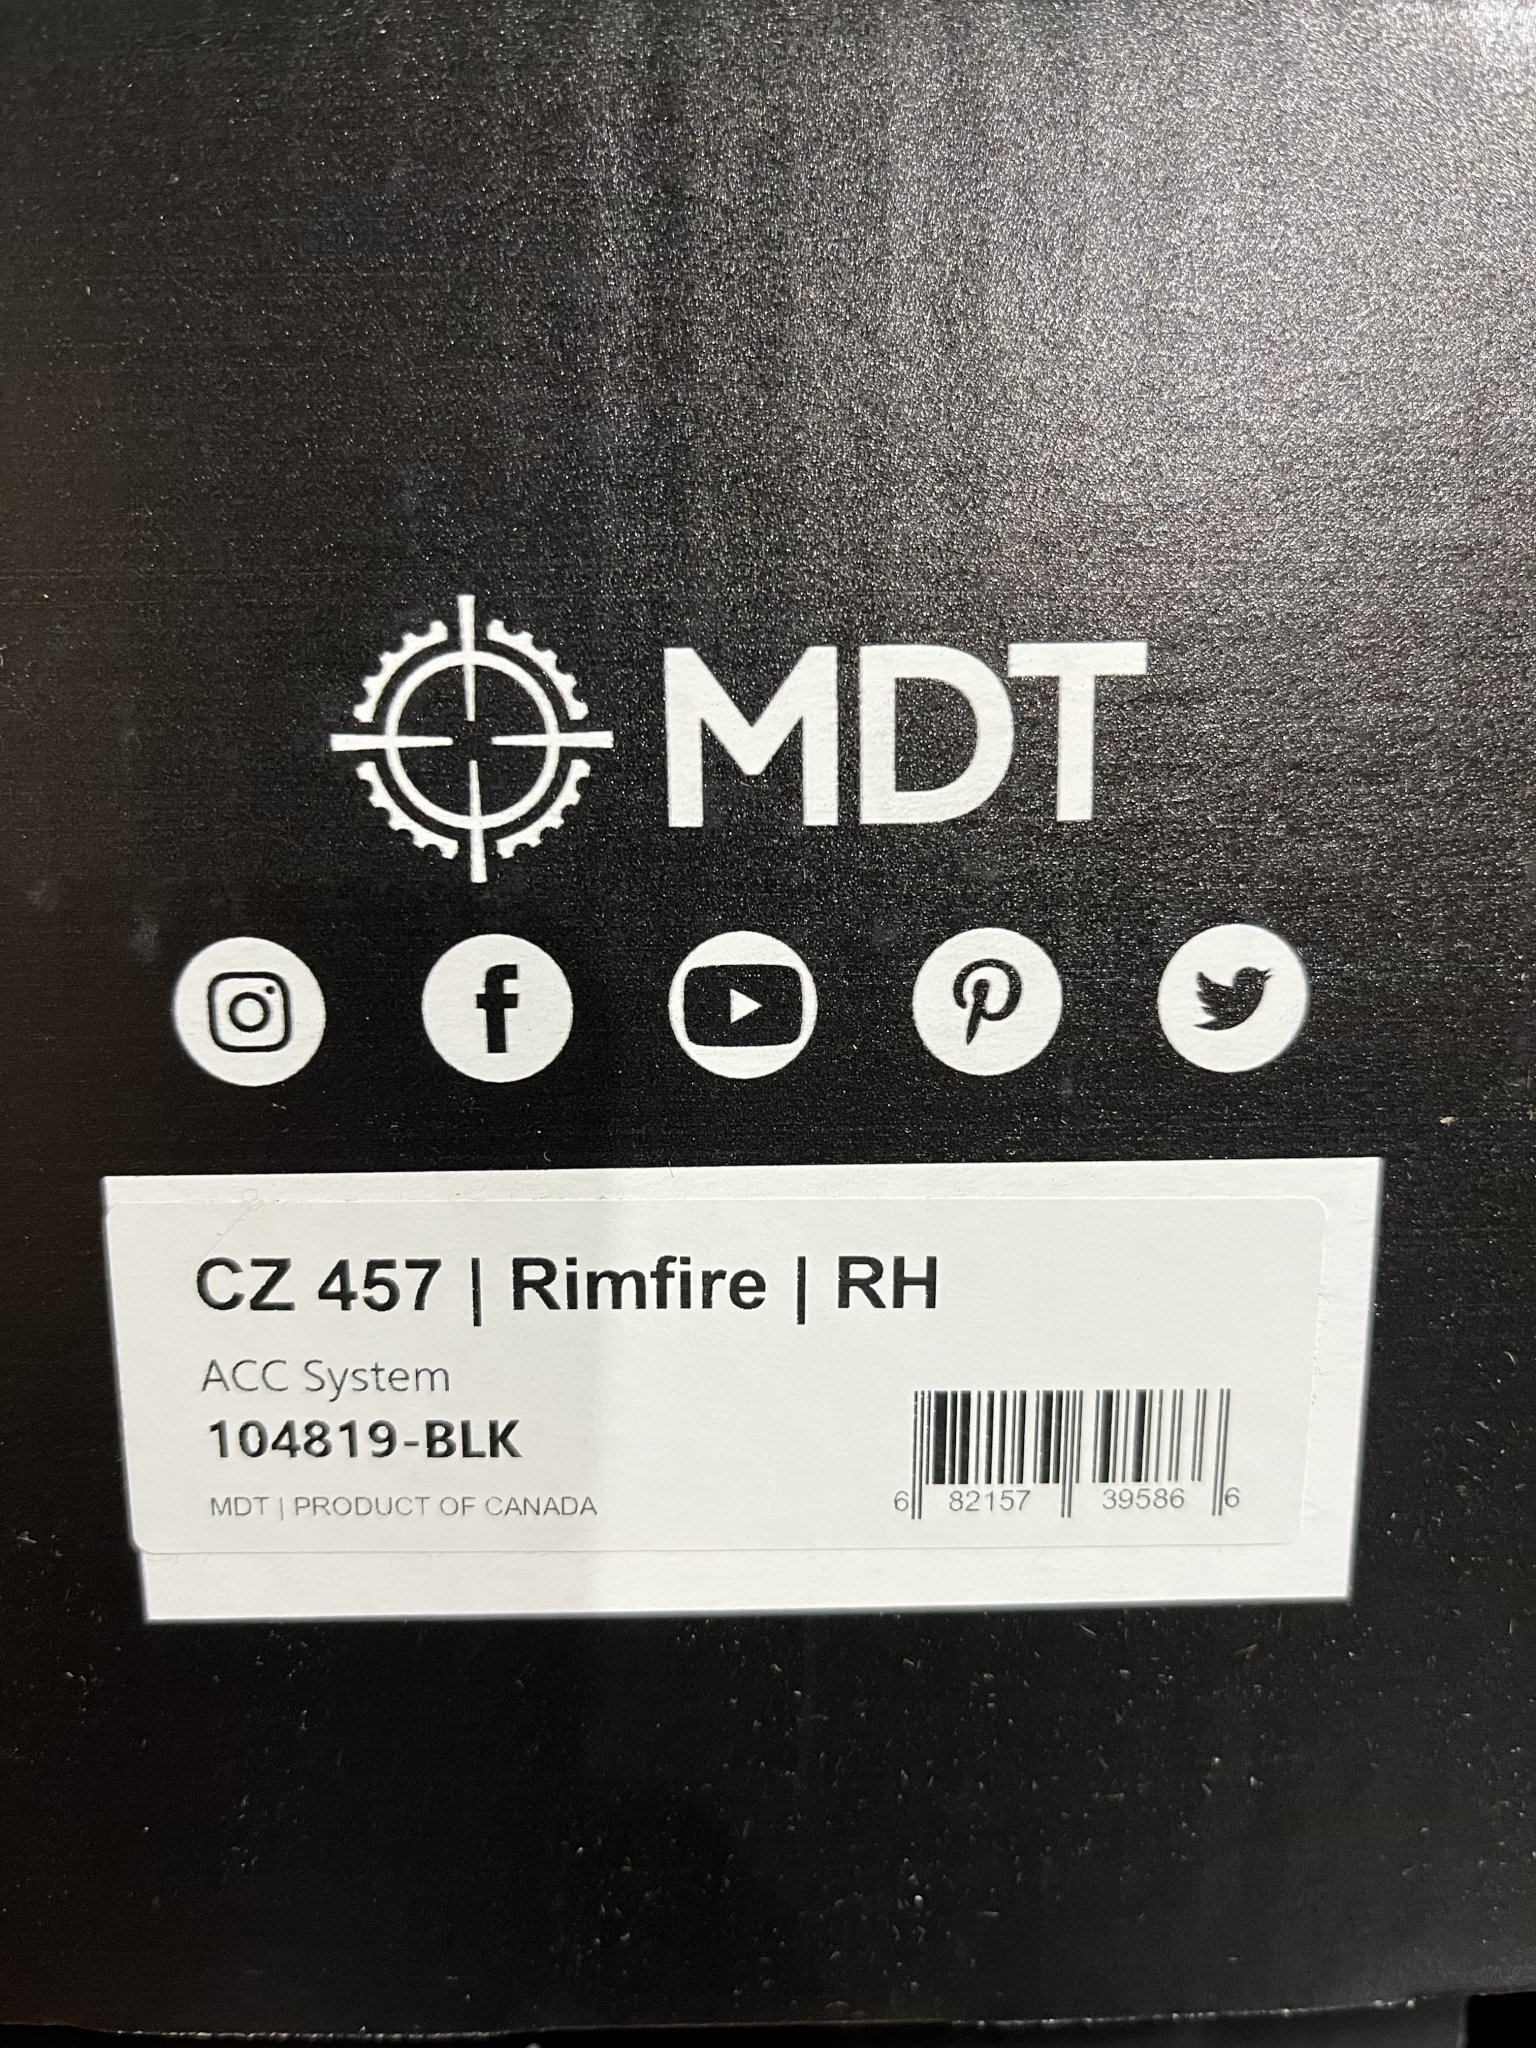 MDT
CZ 457 | Rimfire | RH
ACC System
104819-BLK
MDT | PRODUCT OF CANADA
6 82157 39586 6